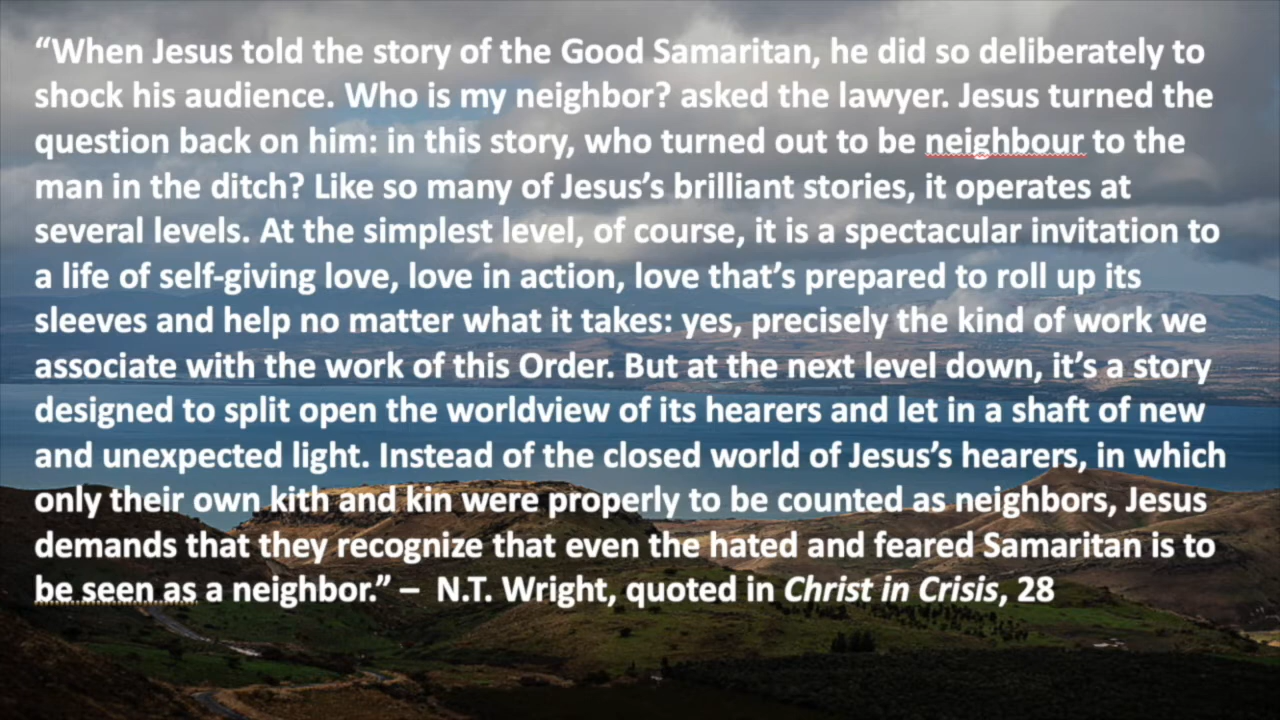 “When Jesus told the story of the Good Samaritan, he did so deliberately to
shock his audience. Who is my neighbor? asked the lawyer. Jesus turned the
question back on him: in this story, who turned out to be neighbour to the
man in the ditch? Like so many of Jesus’s brilliant stories, it operates at
several levels. At the simplest level, of course, it is a spectacular invitation to
a life of self-giving love, love in action, love that’s prepared to roll up its
sleeves and help no matter what it takes: yes, precisely the kind of work we
associate with the work of this Order. But at the next level down, it’s a story
designed to split open the worldview of its hearers and let in a shaft of new
and unexpected light. Instead of the closed world of Jesus’s hearers, in which
only their own kith and kin were properly to be counted as neighbors, Jesus
demands that they recognize that even the hated and feared Samaritan is to
be seen as a neighbor.” – N.T. Wright, quoted in Christ in Crisis, 28